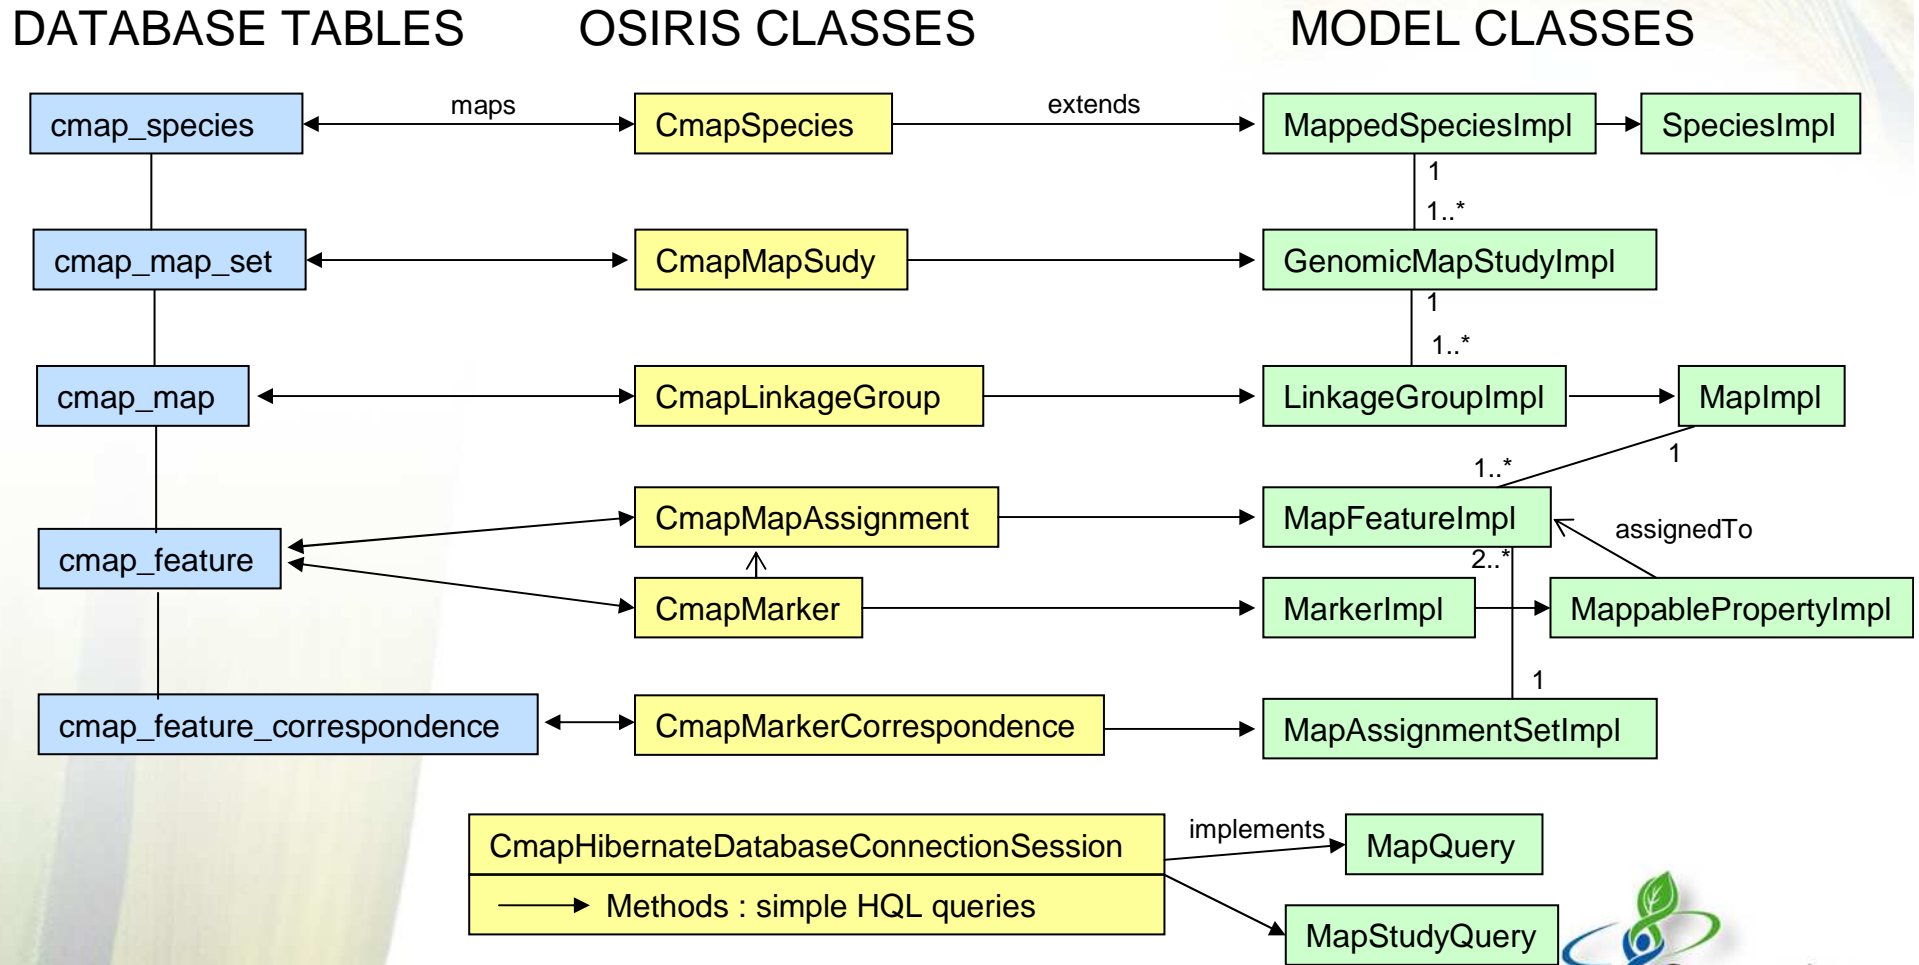 DATABASE TABLES OSIRIS CLASSES MODEL CLASSES
cmap_species maps CmapSpecies extends MappedSpeciesImpl SpeciesImpl
1
1..*
cmap_map_set CmapMapSudy GenomicMapStudyImpl
1
1..*
cmap_map CmapLinkageGroup LinkageGroupImpl MapImpl
1..* 1
CmapMapAssignment MapFeatureImpl assignedTo
cmap_feature 2..*
CmapMarker MarkerImpl MappablePropertyImpl
1
cmap_feature_correspondence CmapMarkerCorrespondence MapAssignmentSetImpl
CmapHibernateDatabaseConnectionSession implements MapQuery
Methods : simple HQL queries
MapStudyQuery